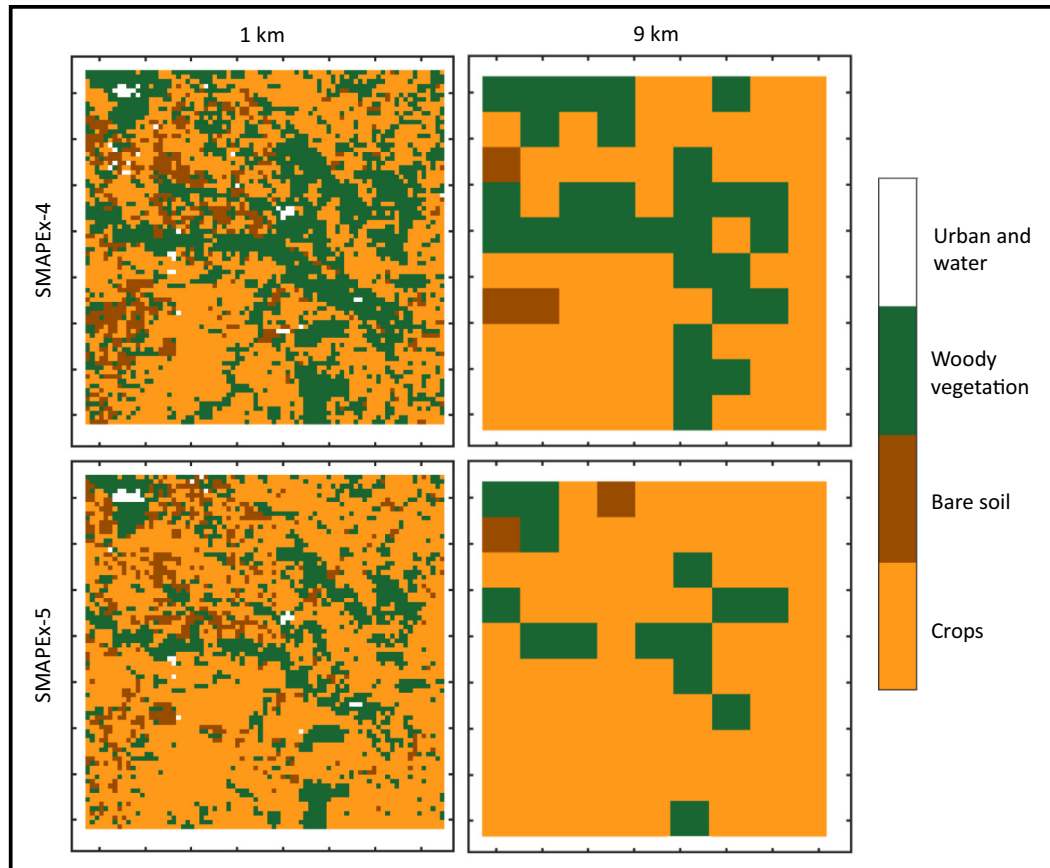 1 km
9 km
SMAPEx-4
SMAPEx-5
Urban and
water
Woody
vegetation
Bare soil
Crops